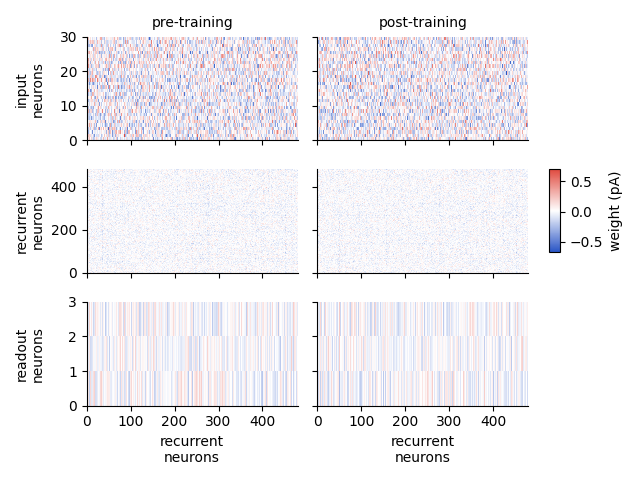 pre-training
post-training
input
neurons
30
20
10
0
recurrent
neurons
400
200
0
readout
neurons
3
2
1
0
0 100 200 300 400
0 100 200 300 400
recurrent
neurons
recurrent
neurons
0.5
0.0
−0.5
weight (pA)